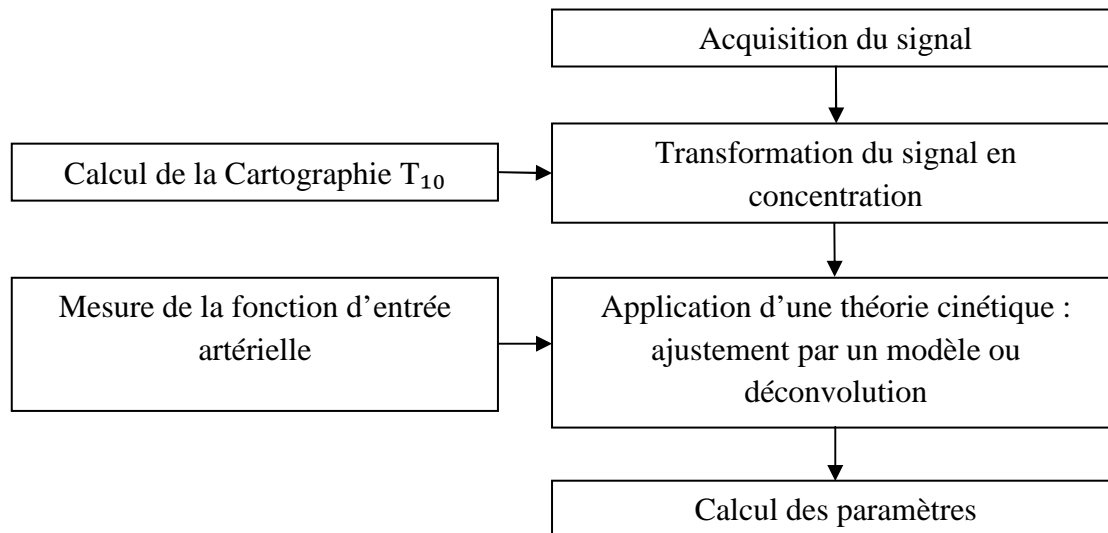 Acquisition du signal
Calcul de la Cartographie T₁₀
Transformation du signal en
concentration
Mesure de la fonction d’entrée
artérielle
Application d’une théorie cinétique :
ajustement par un modèle ou
déconvolution
Calcul des paramètres